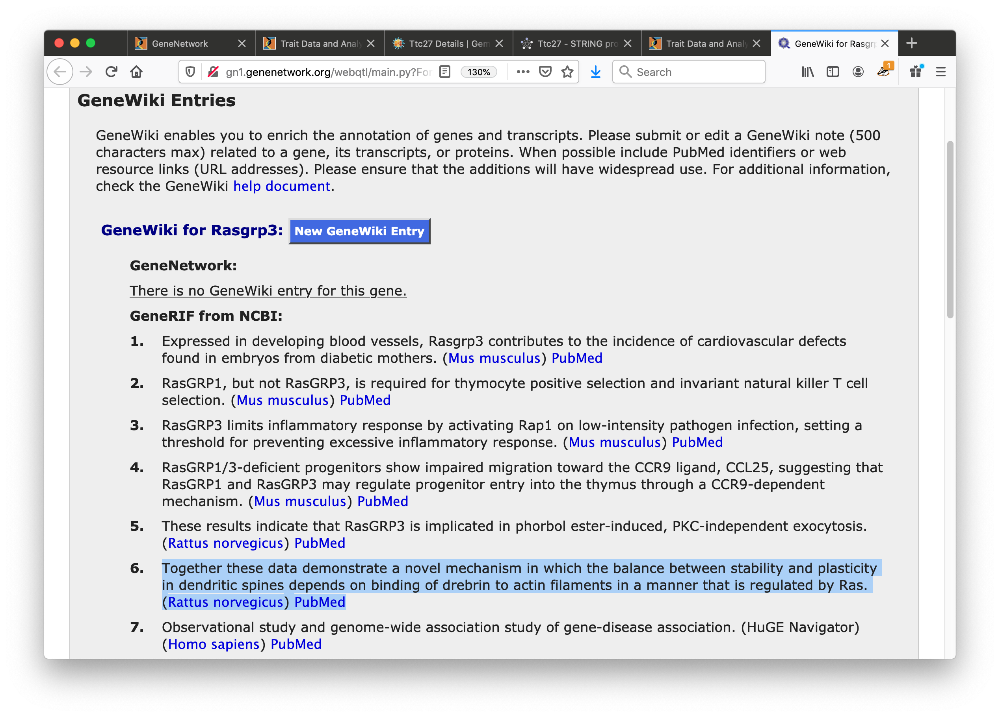 GeneNetwork
Trait Data and Analy
Ttc27 Details | Gem
Ttc27 - STRING pro
Trait Data and Analy
GeneWiki for Rasgrp
gn1.genenetwork.org/webqtl/main.py?For
130%
Search
1
GeneWiki Entries
GeneWiki enables you to enrich the annotation of genes and transcripts. Please submit or edit a GeneWiki note (500
characters max) related to a gene, its transcripts, or proteins. When possible include PubMed identifiers or web
resource links (URL addresses). Please ensure that the additions will have widespread use. For additional information,
check the GeneWiki help document.
GeneWiki for Rasgrp3: New GeneWiki Entry
GeneNetwork:
There is no GeneWiki entry for this gene.
GeneRIF from NCBI:
1. Expressed in developing blood vessels, Rasgrp3 contributes to the incidence of cardiovascular defects
found in embryos from diabetic mothers. (Mus musculus) PubMed
2. RasGRP1, but not RasGRP3, is required for thymocyte positive selection and invariant natural killer T cell
selection. (Mus musculus) PubMed
3. RasGRP3 limits inflammatory response by activating Rap1 on low-intensity pathogen infection, setting a
threshold for preventing excessive inflammatory response. (Mus musculus) PubMed
4. RasGRP1/3-deficient progenitors show impaired migration toward the CCR9 ligand, CCL25, suggesting that
RasGRP1 and RasGRP3 may regulate progenitor entry into the thymus through a CCR9-dependent
mechanism. (Mus musculus) PubMed
5. These results indicate that RasGRP3 is implicated in phorbol ester-induced, PKC-independent exocytosis.
(Rattus norvegicus) PubMed
6. Together these data demonstrate a novel mechanism in which the balance between stability and plasticity
in dendritic spines depends on binding of drebrin to actin filaments in a manner that is regulated by Ras.
(Rattus norvegicus) PubMed
7. Observational study and genome-wide association study of gene-disease association. (HuGE Navigator)
(Homo sapiens) PubMed